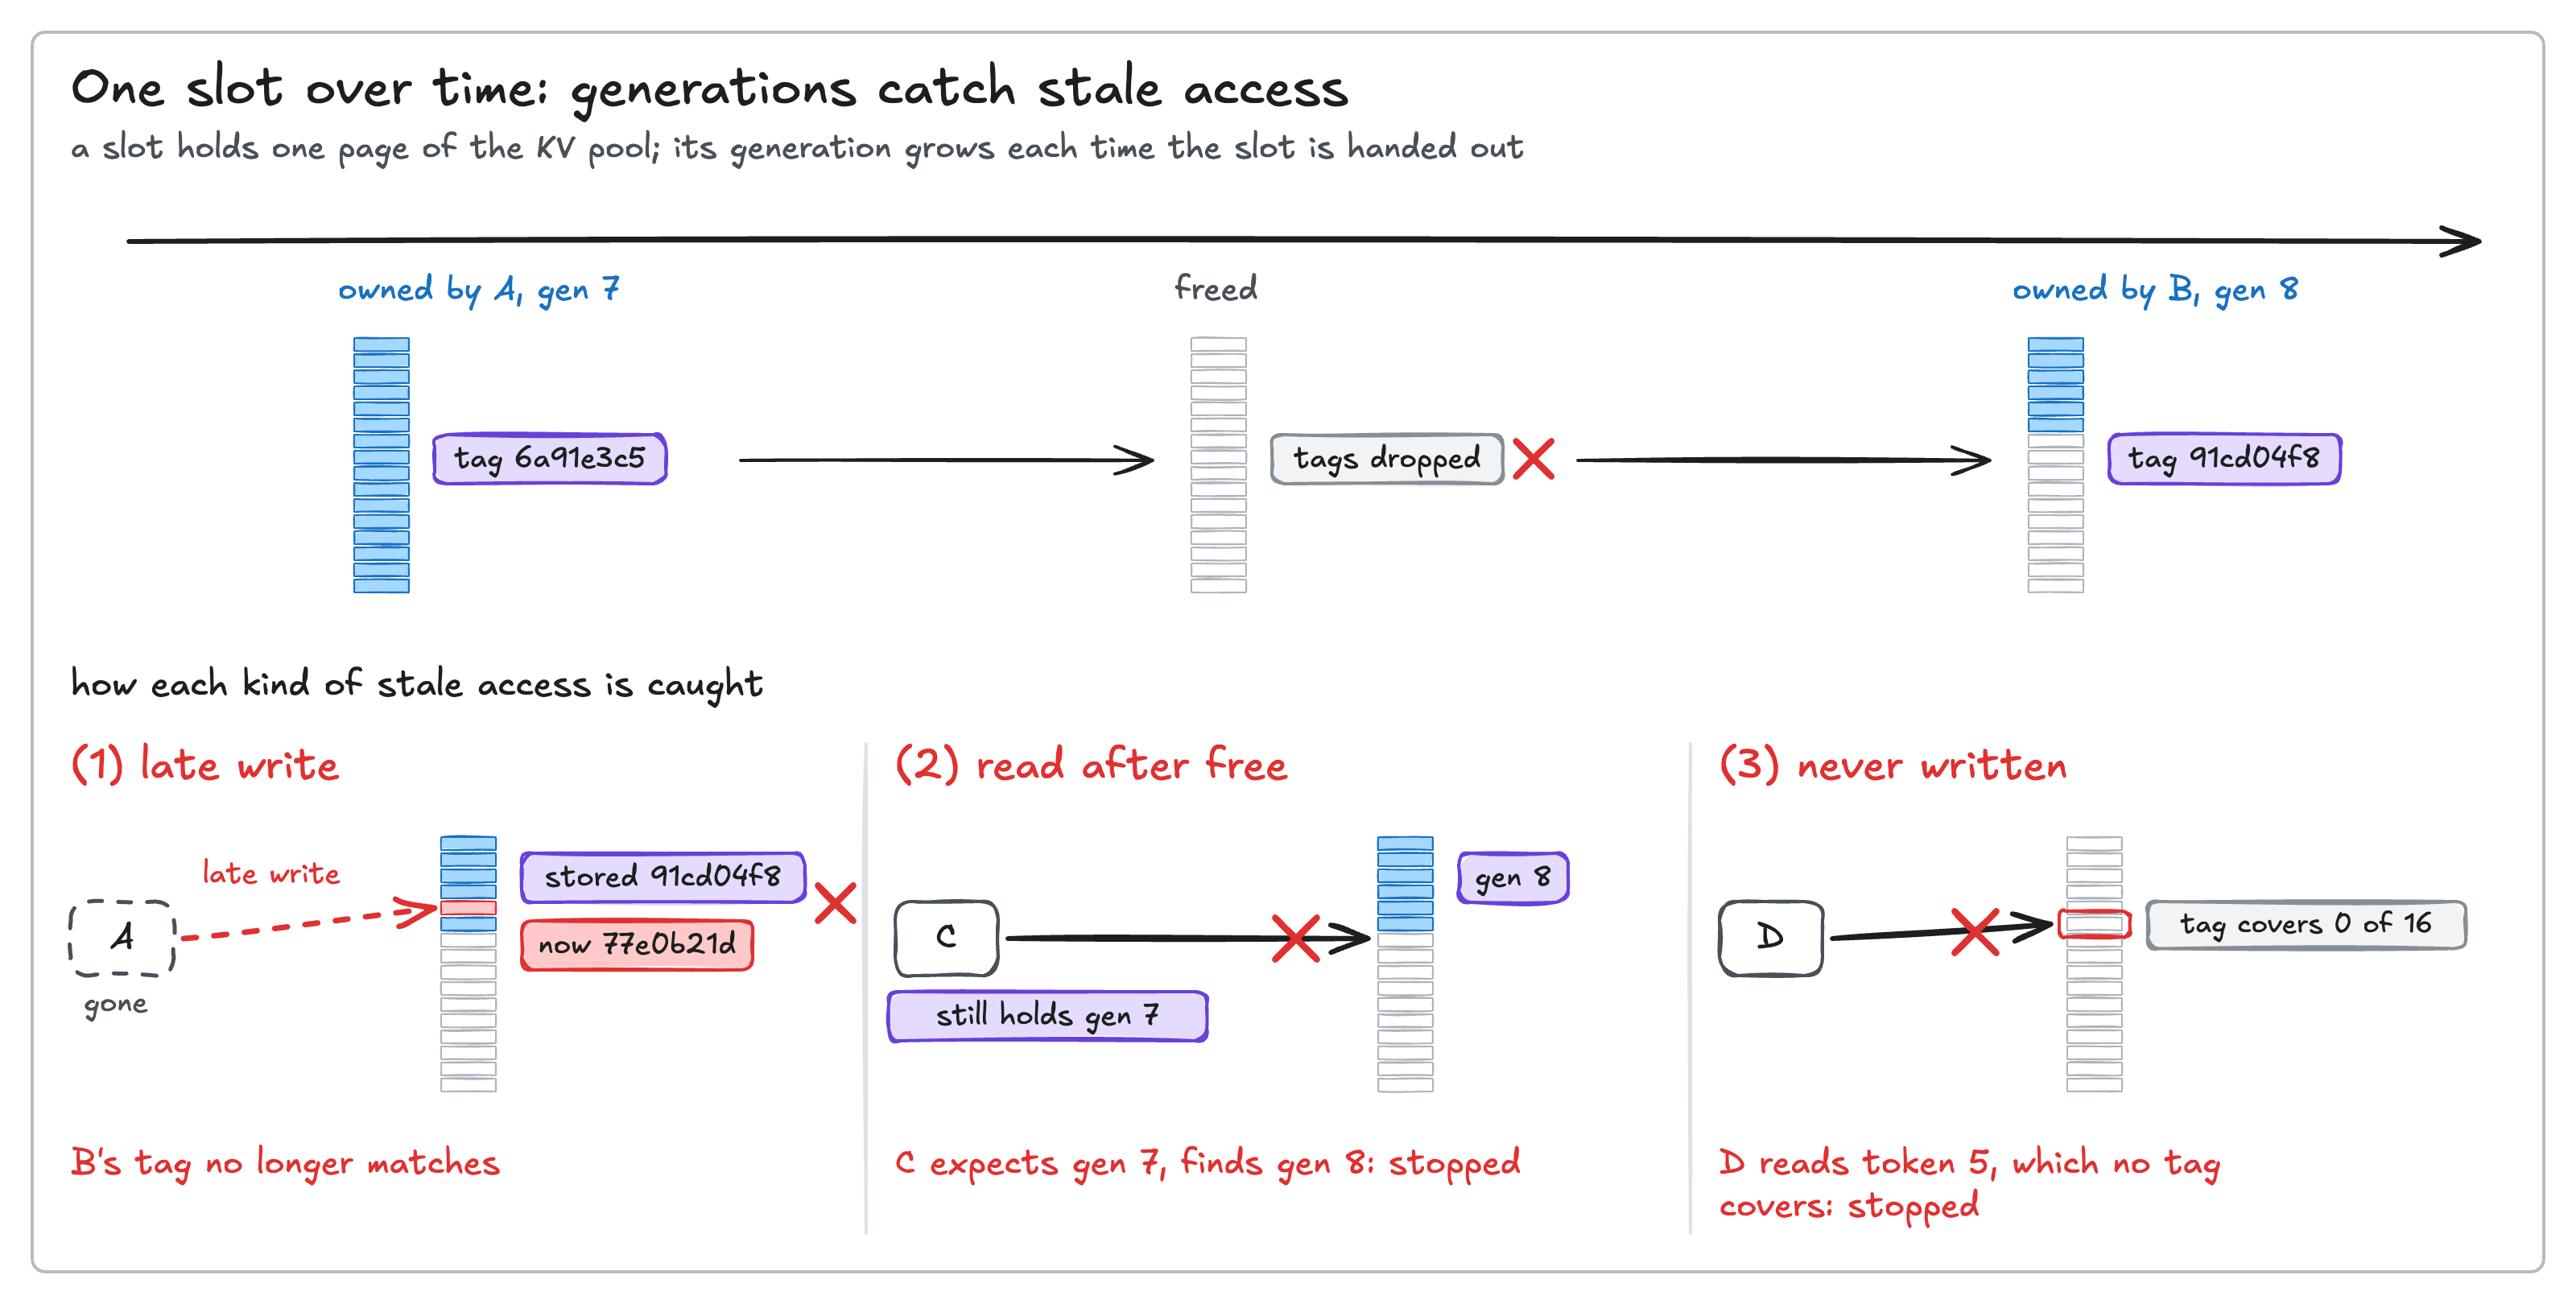 One slot over time: generations catch stale access
a slot holds one page of the KV pool; its generation grows each time the slot is handed out
owned by A, gen 7
freed
owned by B, gen 8
tag 6a91e3c5
tags dropped
tag 91cd04f8
how each kind of stale access is caught
(1) late write
late write
A
gone
stored 91cd04f8
now 77e0b21d
B's tag no longer matches
(2) read after free
C
still holds gen 7
gen 8
C expects gen 7, finds gen 8: stopped
(3) never written
D
tag covers 0 of 16
D reads token 5, which no tag
covers: stopped